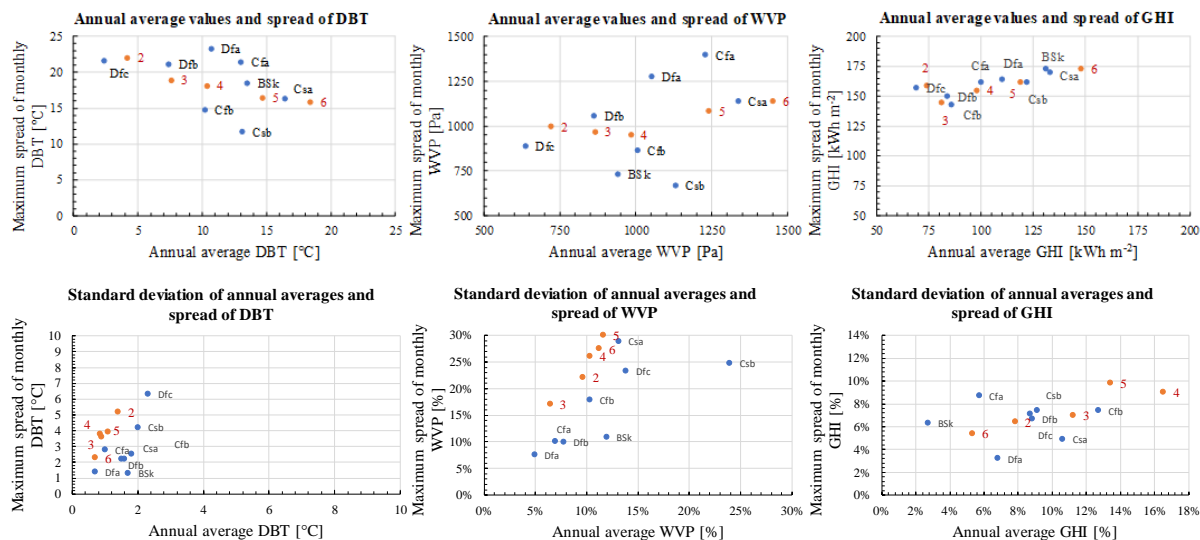 Annual average values and spread of DBT
Maximum spread of monthly
DBT [℃]
25
20
15
10
5
0
0
5
10
15
20
25
Dfc
2
Dfb
3
Dfa
4
Cfb
Cfa
BSk
Csb
5
Csa
6
Annual average DBT [℃]
Annual average values and spread of WVP
Maximum spread of monthly
WVP [Pa]
1500
1250
1000
750
500
500
750
1000
1250
1500
Dfc
2
Dfb
3
BSk
4
Cfb
Dfa
Csb
Cfa
5
Csa
6
Annual average WVP [Pa]
Annual average values and spread of GHI
Maximum spread of monthly
GHI [kWh m-2]
200
175
150
125
100
75
50
50
75
100
125
150
175
200
2
Dfc
3
Dfb
Cfb
4
Cfa
Dfa
5
Csb
BSk
Csa
6
Annual average GHI [kWh m-2]
Standard deviation of annual averages and
spread of DBT
Maximum spread of monthly
DBT [℃]
10
9
8
7
6
5
4
3
2
1
0
0
2
4
6
8
10
Dfc
2
4
5
Csb
3
Cfa
Csa
Cfb
6
Dfb
Dfa
BSk
Annual average DBT [℃]
Standard deviation of annual averages and
spread of WVP
Maximum spread of monthly
WVP [%]
30%
25%
20%
15%
10%
5%
0%
0%
5%
10%
15%
20%
25%
30%
5
Csa
6
4
Csb
2
Dfc
3
Cfb
Cfa
Dfb
BSk
Dfa
Annual average WVP [%]
Standard deviation of annual averages and
spread of GHI
Maximum spread of monthly
GHI [%]
14%
12%
10%
8%
6%
4%
2%
0%
0%
2%
4%
6%
8%
10%
12%
14%
16%
18%
5
4
Cfa
Csb
Cfb
3
BSk
2
Dfb
6
Dfc
Csa
Dfa
Annual average GHI [%]